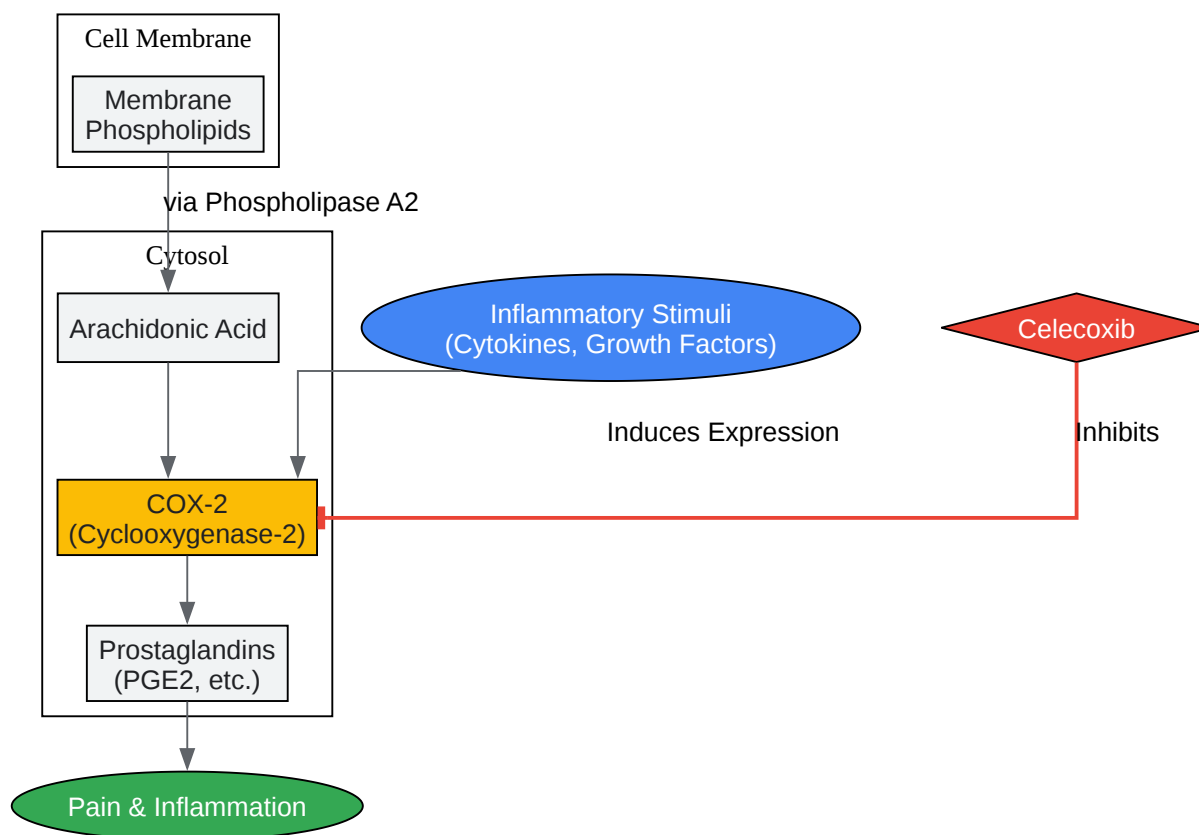 Cell Membrane
Membrane
Phospholipids
via Phospholipase A2
Cytosol
Arachidonic Acid
Inflammatory Stimuli
(Cytokines, Growth Factors)
Celecoxib
Induces Expression
Inhibits
COX-2
(Cyclooxygenase-2)
Prostaglandins
(PGE2, etc.)
Pain & Inflammation